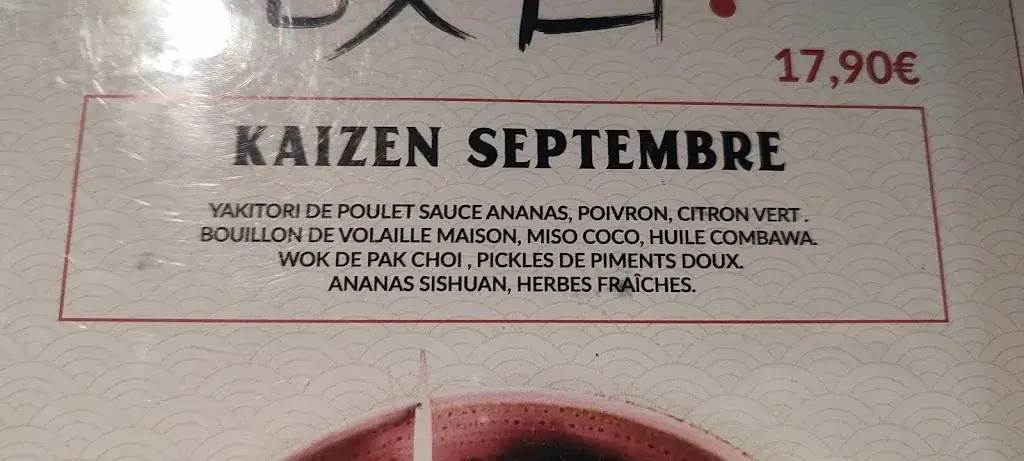 17,90€
KAIZEN SEPTEMBRE
YAKITORI DE POULET SAUCE ANANAS, POIVRON, CITRON VERT .
BOUILLON DE VOLAILLE MAISON, MISO COCO, HUILE COMBAWA.
WOK DE PAK CHOI , PICKLES DE PIMENTS DOUX.
ANANAS SISHUAN, HERBES FRAÎCHES.